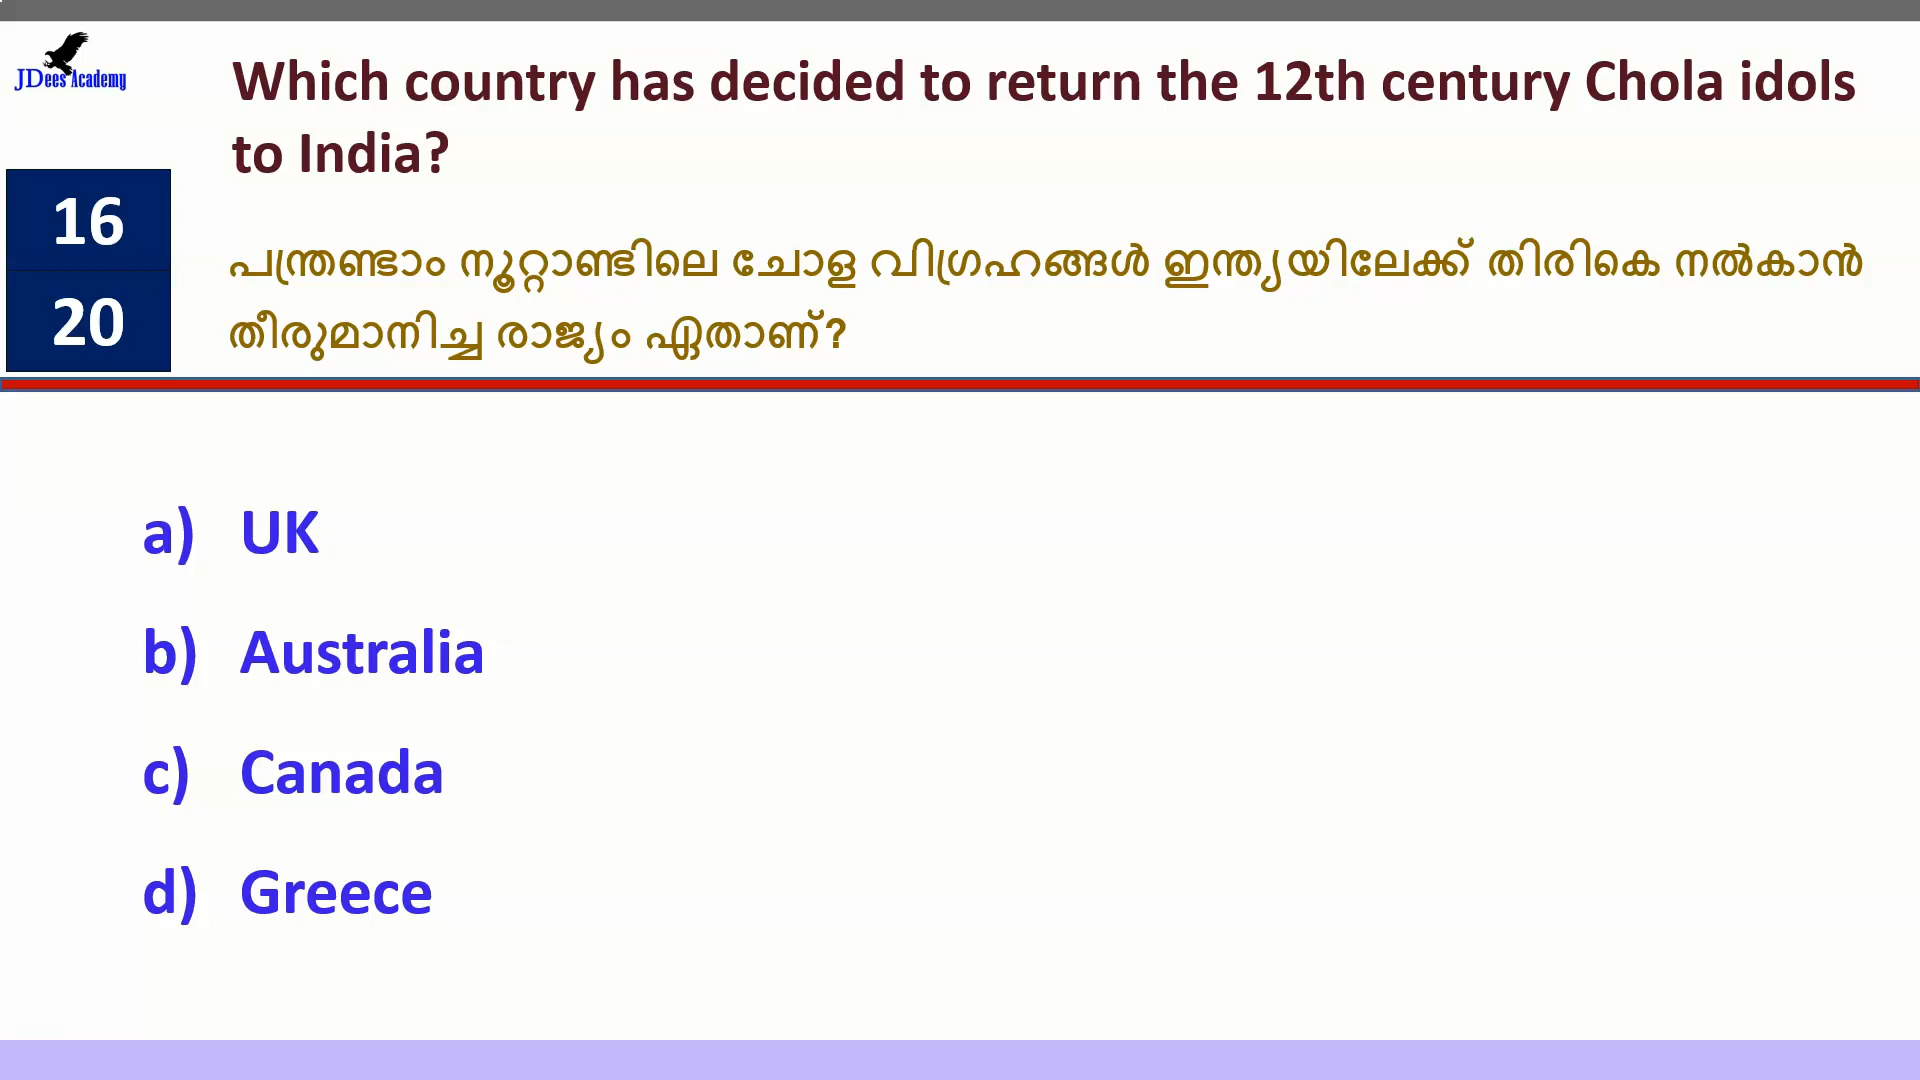 JDees Academy
Which country has decided to return the 12th century Chola idols
to India?
16
20
പന്ത്രണ്ടാം നൂറ്റാണ്ടിലെ ചോള വിഗ്രഹങ്ങൾ ഇന്ത്യയിലേക്ക് തിരികെ നൽകാൻ
തീരുമാനിച്ച രാജ്യം ഏതാണ്?
a) UK
b) Australia
c) Canada
d) Greece